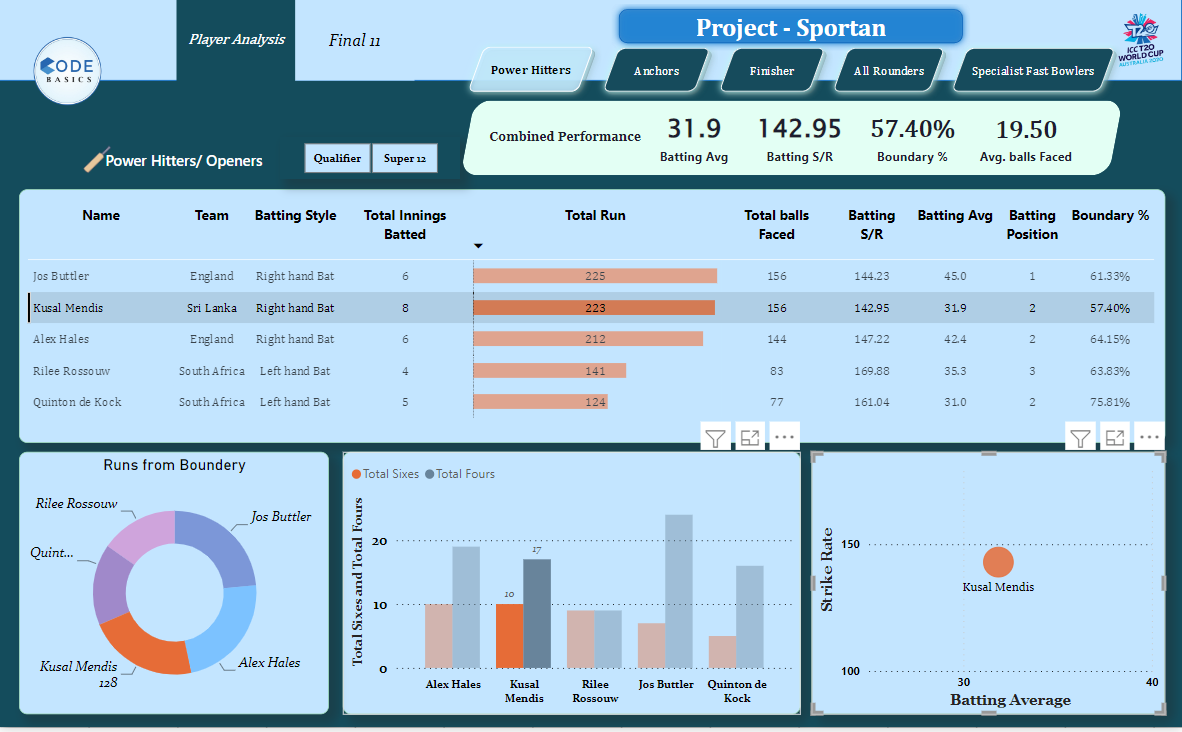 Project - Sportan
Player Analysis
Final 11
CODE
BASICS
ICC T20
WORLD CUP
Power Hitters
Anchors
Finisher
All Rounders
Specialist Fast Bowlers
Combined Performance
31.9
142.95
57.40%
19.50
Batting Avg
Batting S/R
Boundary %
Avg. balls Faced
Power Hitters/ Openers
Qualifier
Super 12
Name Team Batting Style Total Innings Batted Total Run Total balls Faced Batting S/R Batting Avg Batting Position Boundary %
Jos Buttler England Right hand Bat 6 225 156 144.23 45.0 1 61.33%
Kusal Mendis Sri Lanka Right hand Bat 8 223 156 142.95 31.9 2 57.40%
Alex Hales England Right hand Bat 6 212 144 147.22 42.4 2 64.15%
Rilee Rossouw South Africa Left hand Bat 4 141 83 169.88 35.3 3 63.83%
Quinton de Kock South Africa Left hand Bat 5 124 77 161.04 31.0 2 75.81%
Runs from Boundery
Rilee Rossouw
Jos Buttler
Quint...
Kusal Mendis
128
Alex Hales
Total Sixes Total Fours
Total Sixes and Total Fours
20
10
0
10
17
Alex Hales
Kusal Mendis
Rilee Rossouw
Jos Buttler
Quinton de Kock
Strike Rate
150
100
Kusal Mendis
30
40
Batting Average